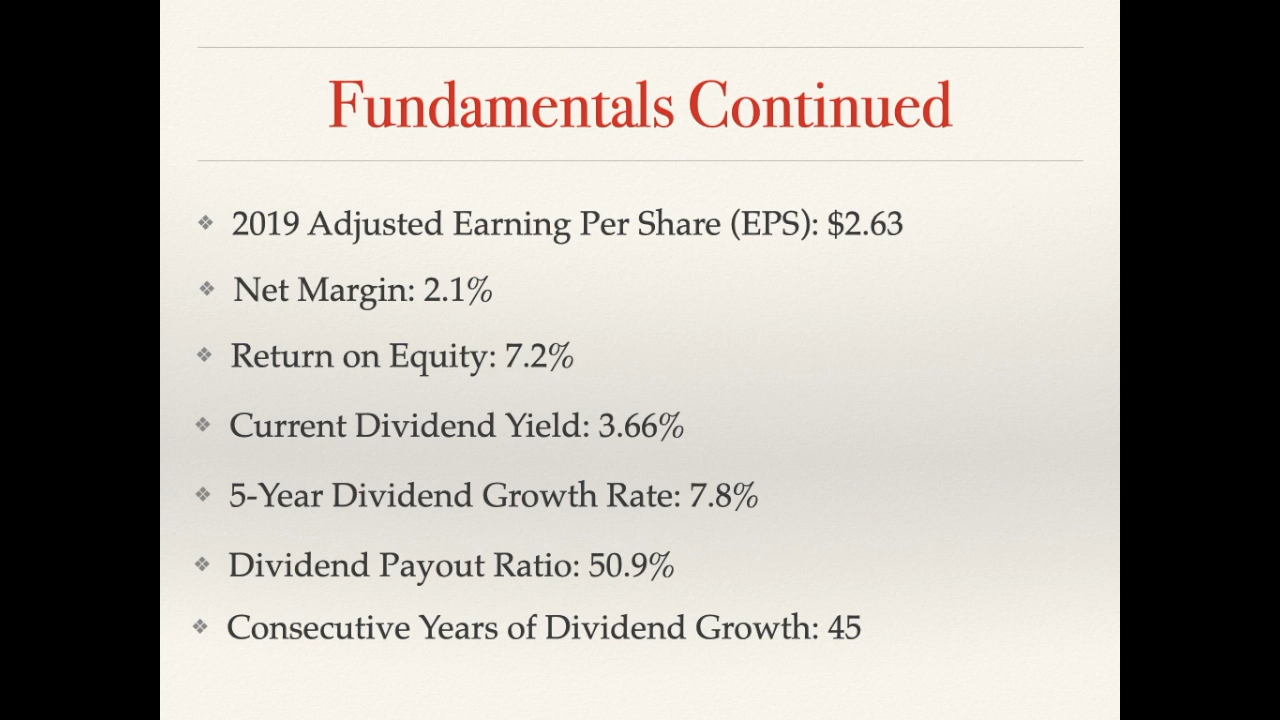 Fundamentals Continued
❖ 2019 Adjusted Earning Per Share (EPS): $2.63
❖ Net Margin: 2.1%
❖ Return on Equity: 7.2%
❖ Current Dividend Yield: 3.66%
❖ 5-Year Dividend Growth Rate: 7.8%
❖ Dividend Payout Ratio: 50.9%
❖ Consecutive Years of Dividend Growth: 45